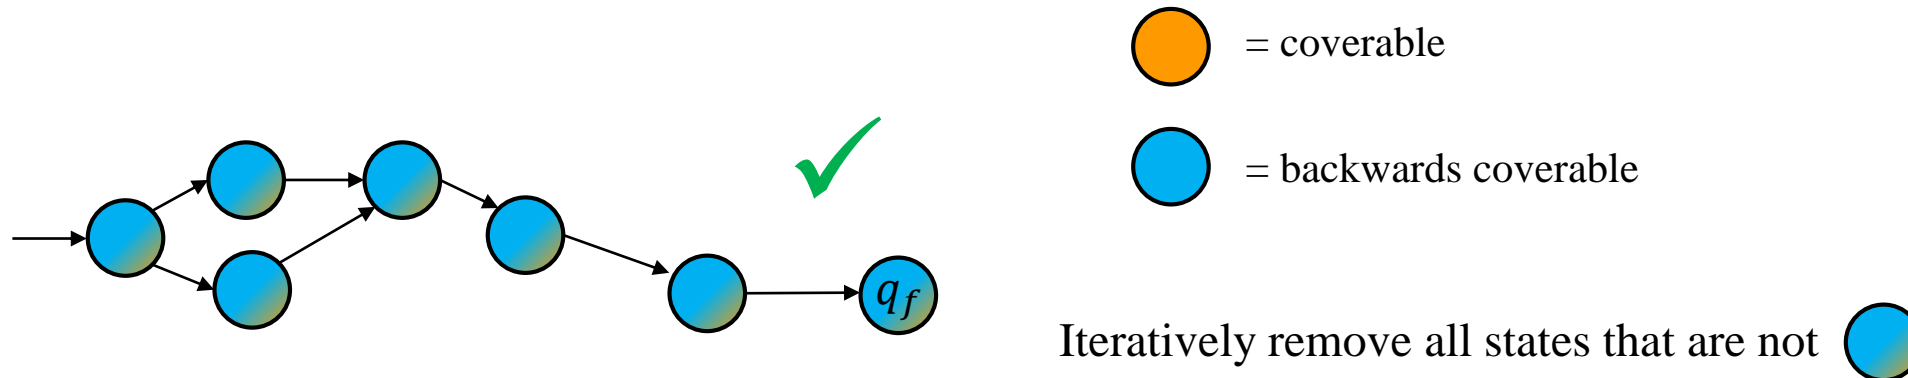 = coverable
= backwards coverable
q_f
Iteratively remove all states that are not